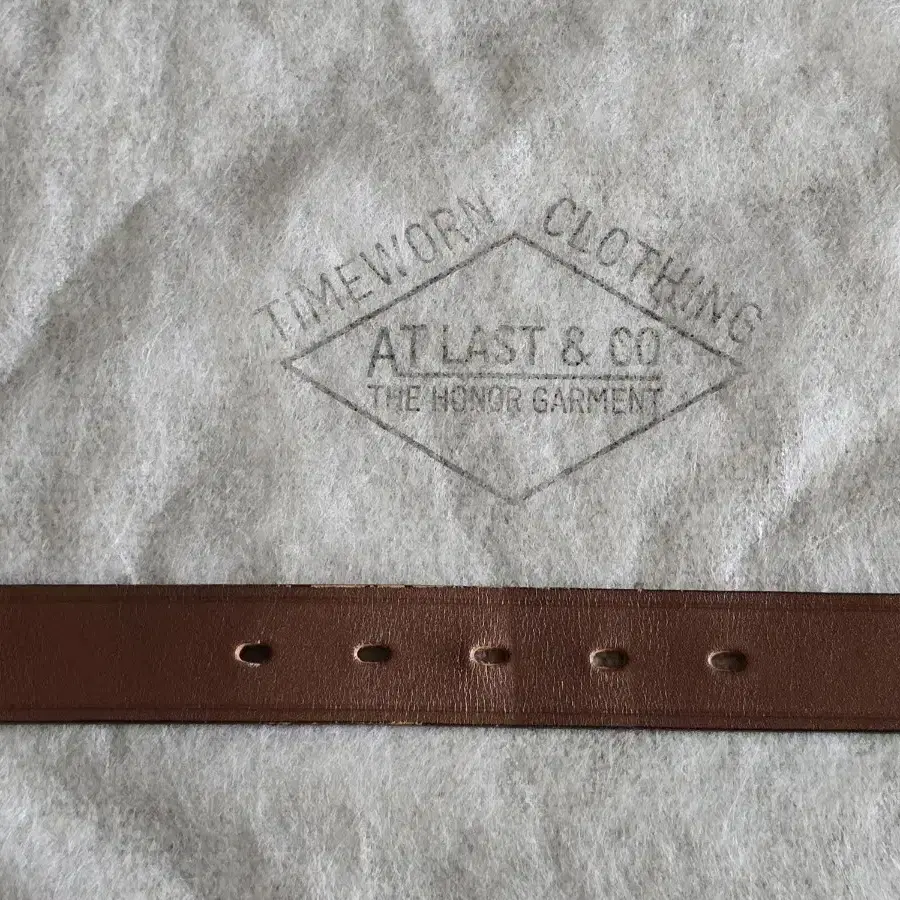 TIMEWORN CLOTHING
AT LAST & CO
THE HONOR GARMENT